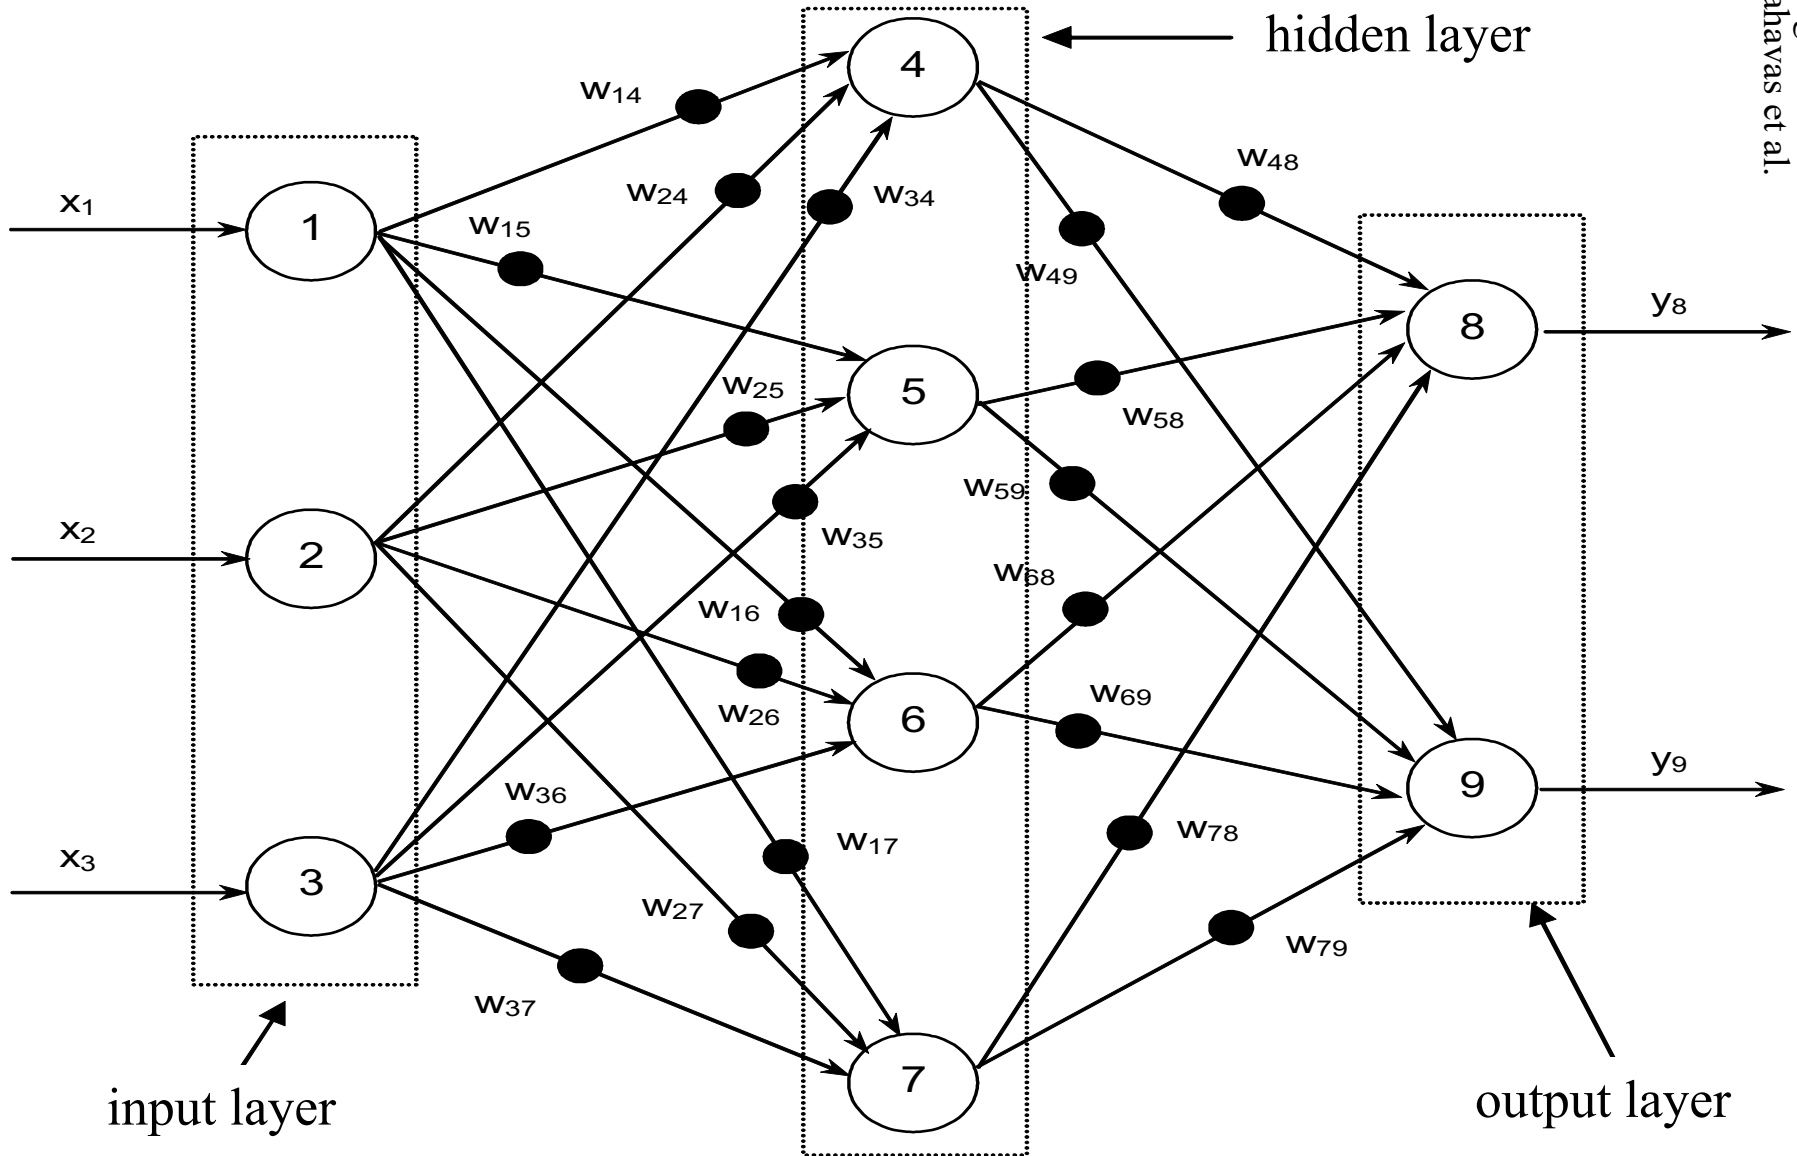 4
hidden layer
ahavas et al.
w14
w48
w24
w34
x1
1
w15
w49
y8
8
w25
5
w58
w59
x2
2
w35
w68
w16
w26
6
w69
y9
9
w36
w17
w78
x3
3
w27
w79
w37
7
input layer
output layer